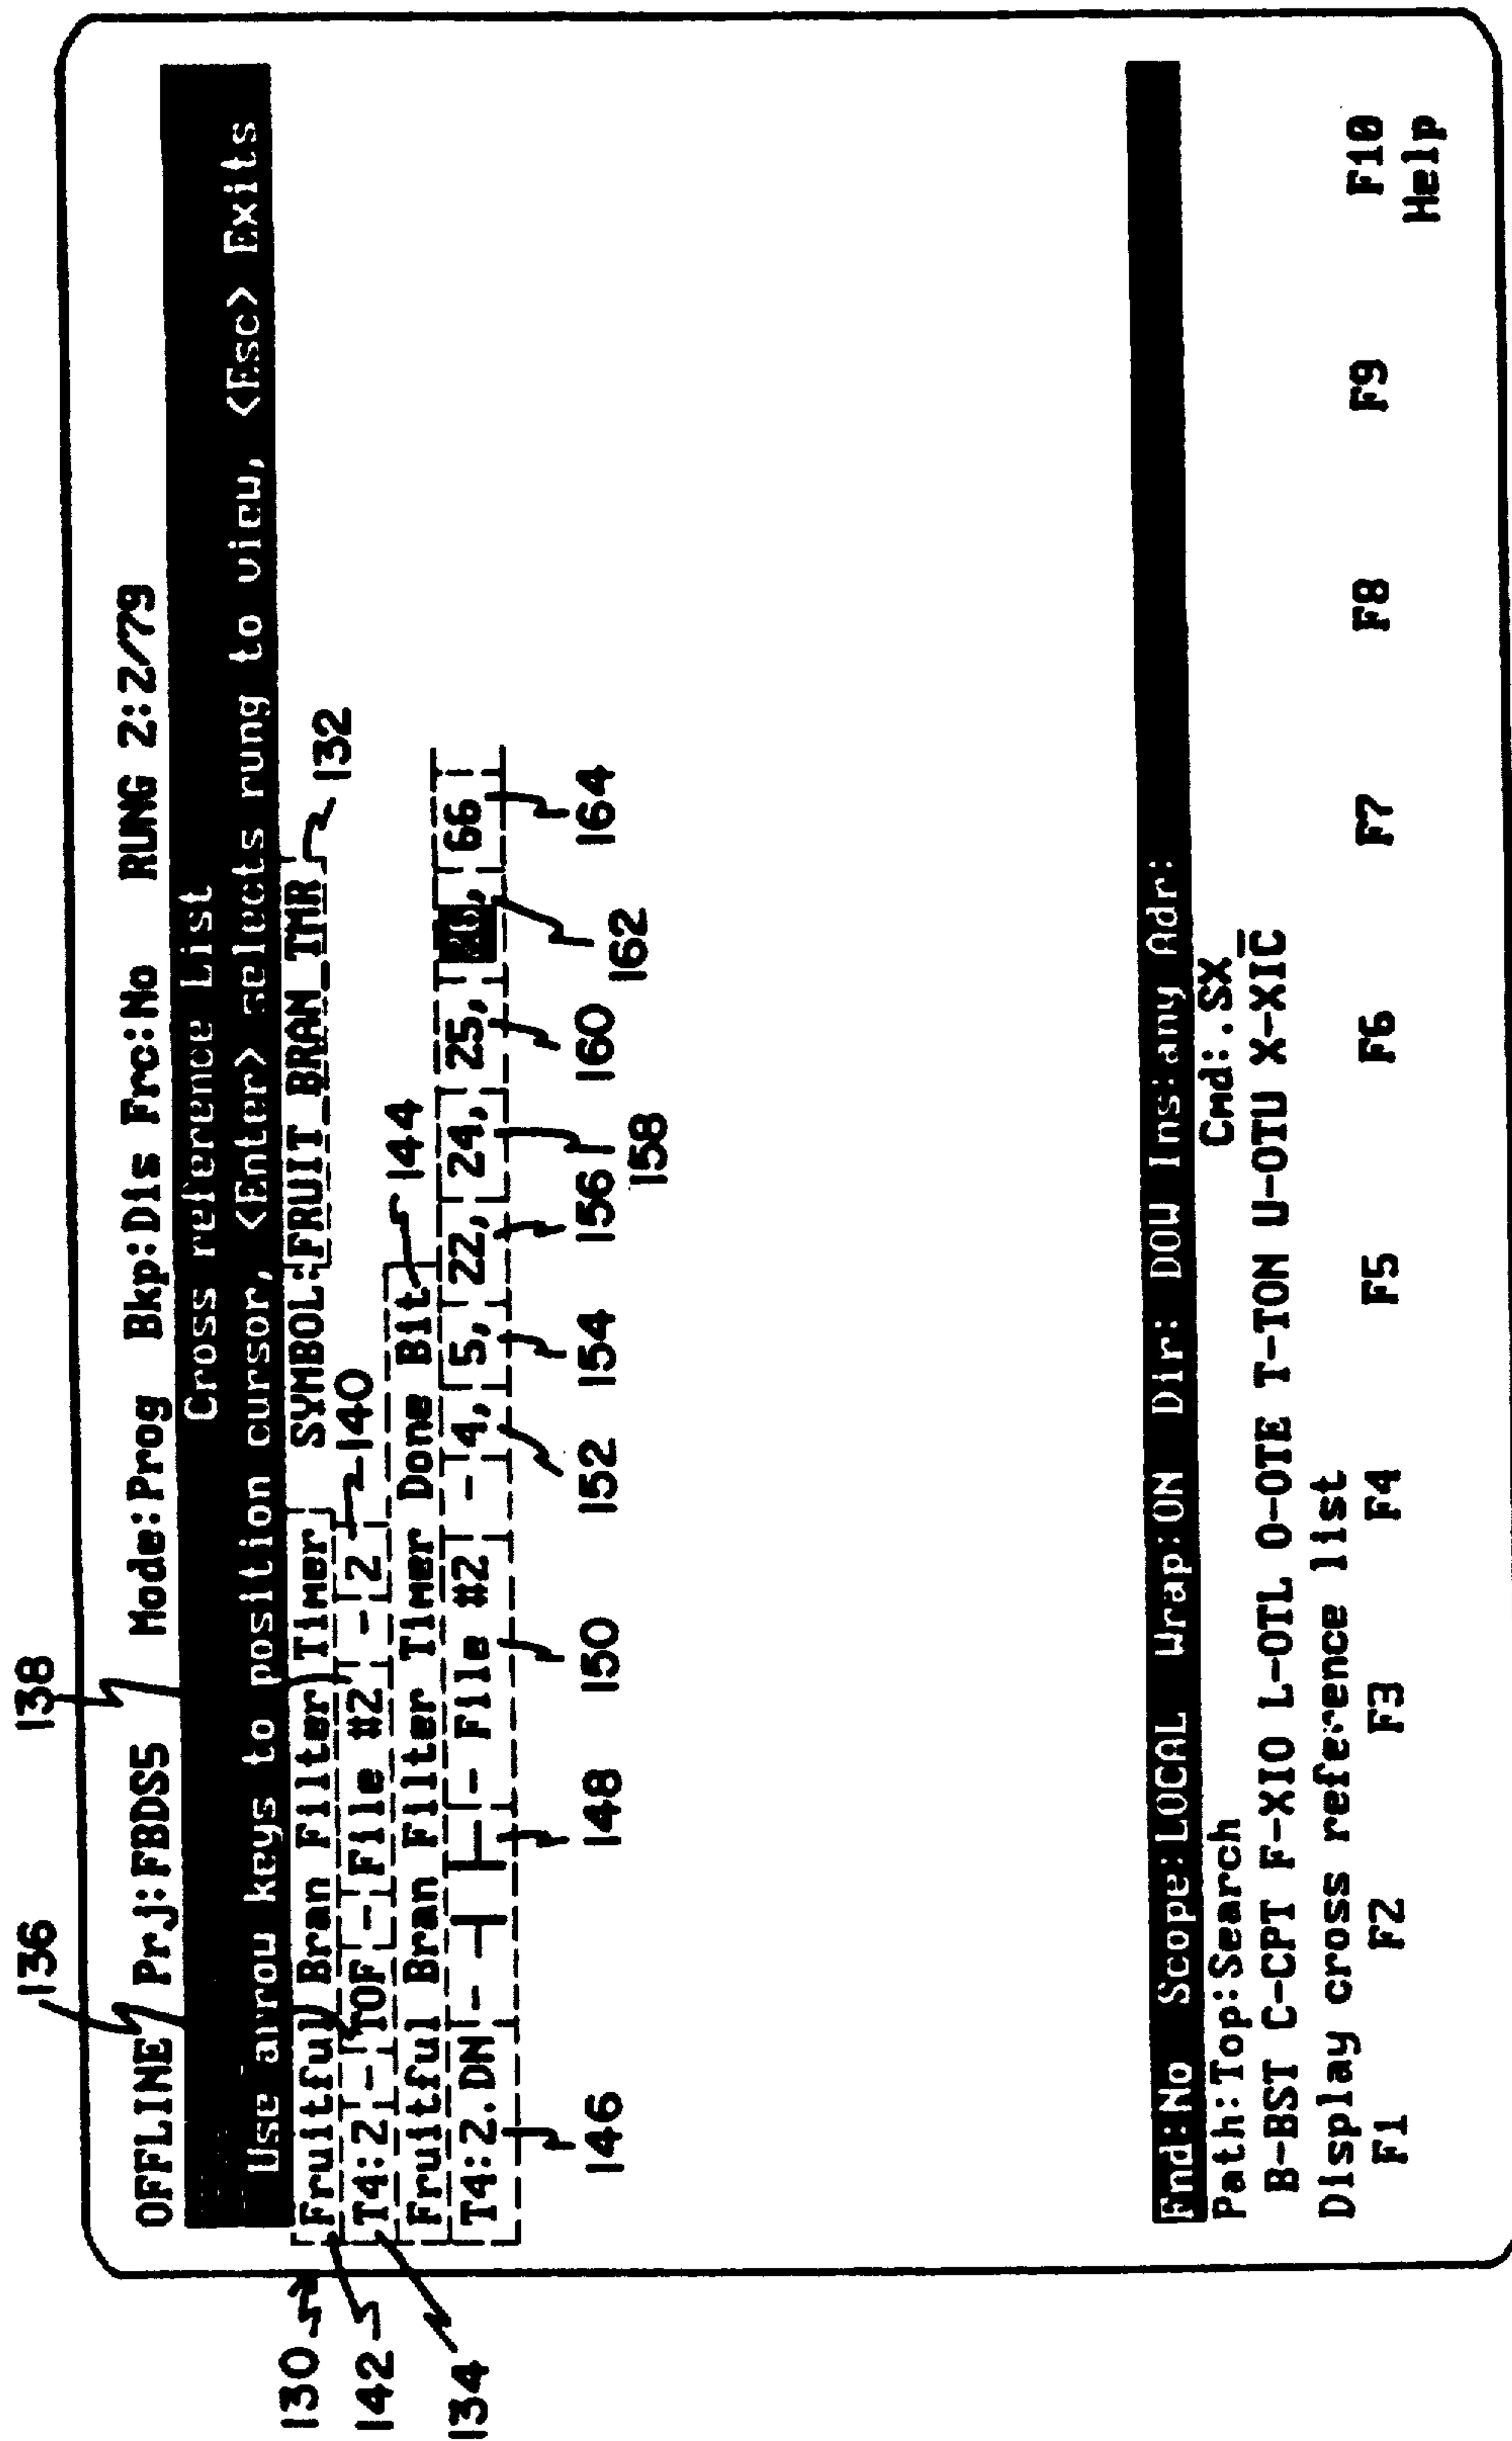 136 138
OFFLINE Prj:FBDS5 Mode:Prog Bkp:Dis Frc:No RUNG 2:2/79
Cross reference List
Use arrow keys to position cursor, <Enter> selects rung to view, <Esc> Exits
130 Fruitful Bran Filter Timer SYMBOL:FRUIT_BRAN_TMR 132
142 T4:2 - TOF - File #2 - 2 140
134 Fruitful Bran Filter Timer Done Bit 144
T4:2.DN - -| |- - File #2 - 4, 5, 22, 24, 25, 66
146 148 150 152 154 156 158 160 162 164
Fnd:No Scope:LOCAL Wrap:ON Dir: DOW Ins:any Adr:
Path:Top:Search Cmd:.SX_
B-BST C-CPT F-XIO L-OTL O-OTE T-TON U-OTU X-XIC
Display cross reference list
F1 F2 F3 F4 F5 F6 F7 F8 F9 F10
Help